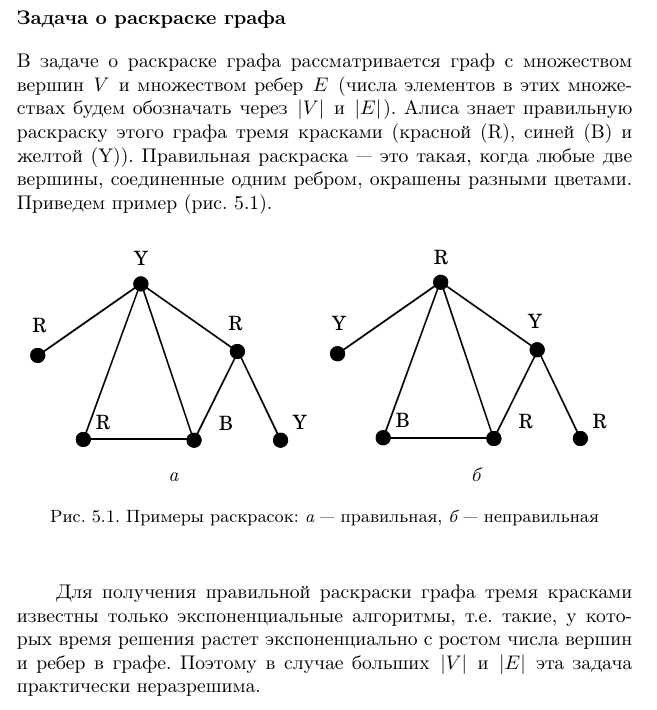 Задача о раскраске графа
В задаче о раскраске графа рассматривается граф с множеством
вершин V и множеством ребер E (числа элементов в этих множе-
ствах будем обозначать через |V| и |E|). Алиса знает правильную
раскраску этого графа тремя красками (красной (R), синей (B) и
желтой (Y)). Правильная раскраска — это такая, когда любые две
вершины, соединенные одним ребром, окрашены разными цветами.
Приведем пример (рис. 5.1).
Y
R
R
R
B
Y
а
R
Y
Y
B
R
R
б
Рис. 5.1. Примеры раскрасок: а — правильная, б — неправильная
Для получения правильной раскраски графа тремя красками
известны только экспоненциальные алгоритмы, т.е. такие, у кото-
рых время решения растет экспоненциально с ростом числа вершин
и ребер в графе. Поэтому в случае больших |V| и |E| эта задача
практически неразрешима.